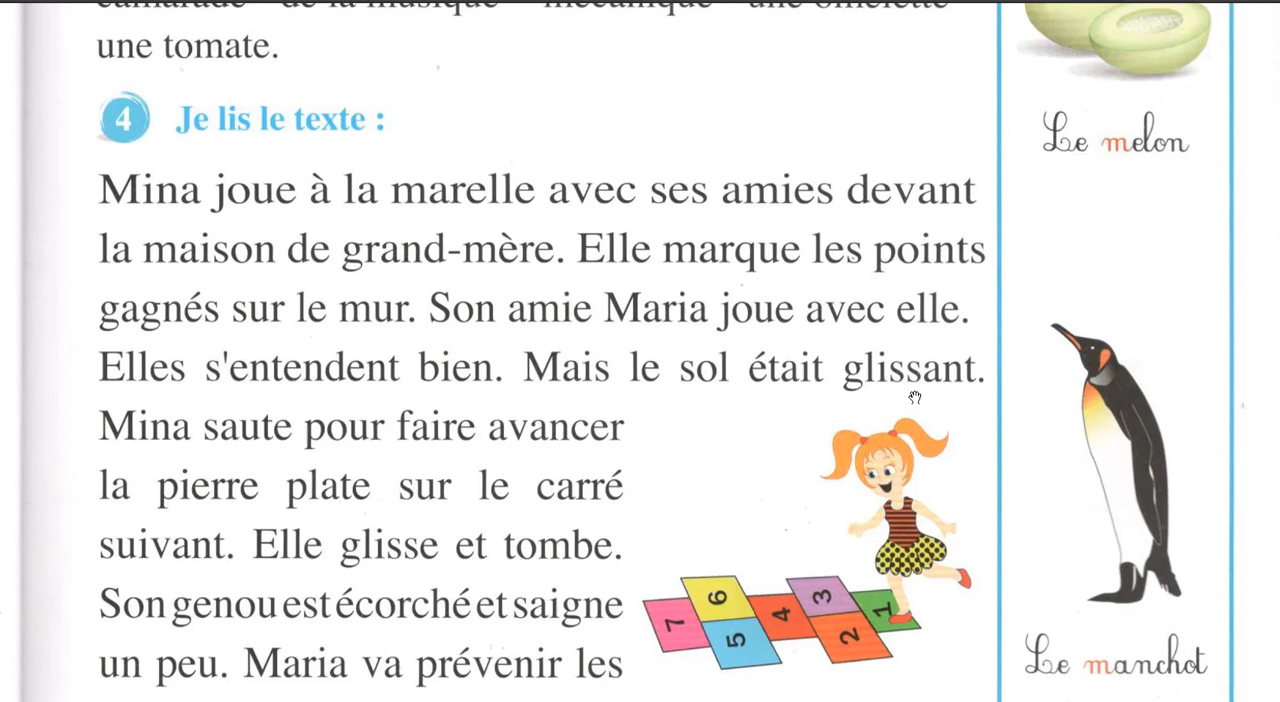 une tomate.
4 Je lis le texte :
Mina joue à la marelle avec ses amies devant
la maison de grand-mère. Elle marque les points
gagnés sur le mur. Son amie Maria joue avec elle.
Elles s'entendent bien. Mais le sol était glissant.
Mina saute pour faire avancer
la pierre plate sur le carré
suivant. Elle glisse et tombe.
Son genou est écorché et saigne
un peu. Maria va prévenir les
7
6
5
4
3
2
1
Le melon
Le manchot